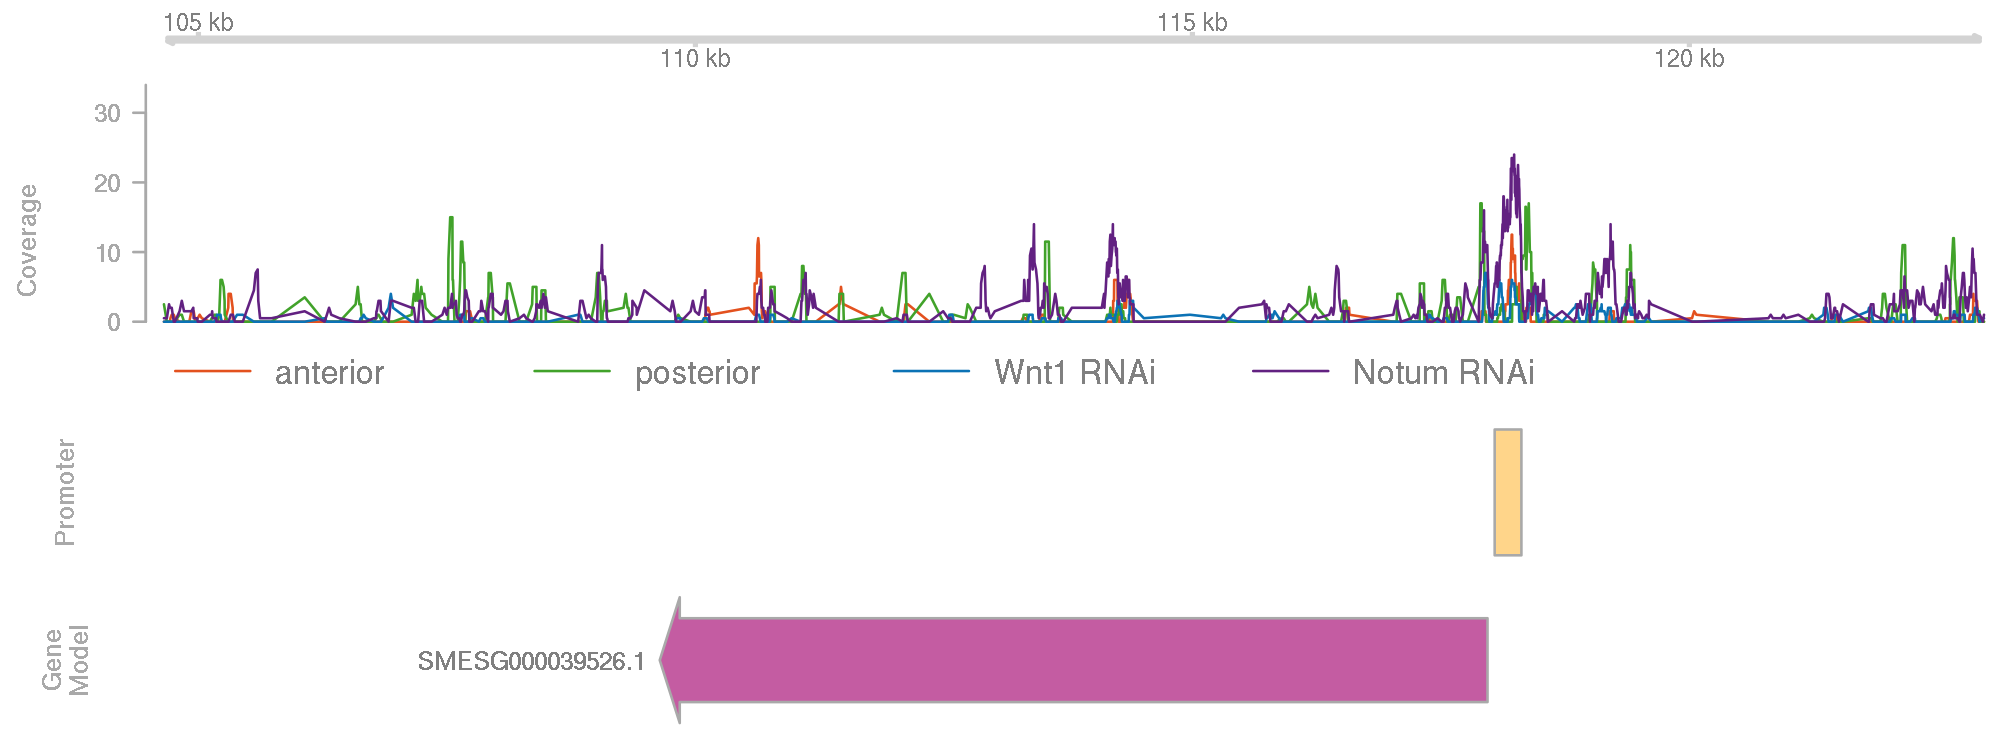 105 kb
115 kb
110 kb
120 kb
Coverage
30
20
10
0
anterior
posterior
Wnt1 RNAi
Notum RNAi
Promoter
Gene
Model
SMESG000039526.1